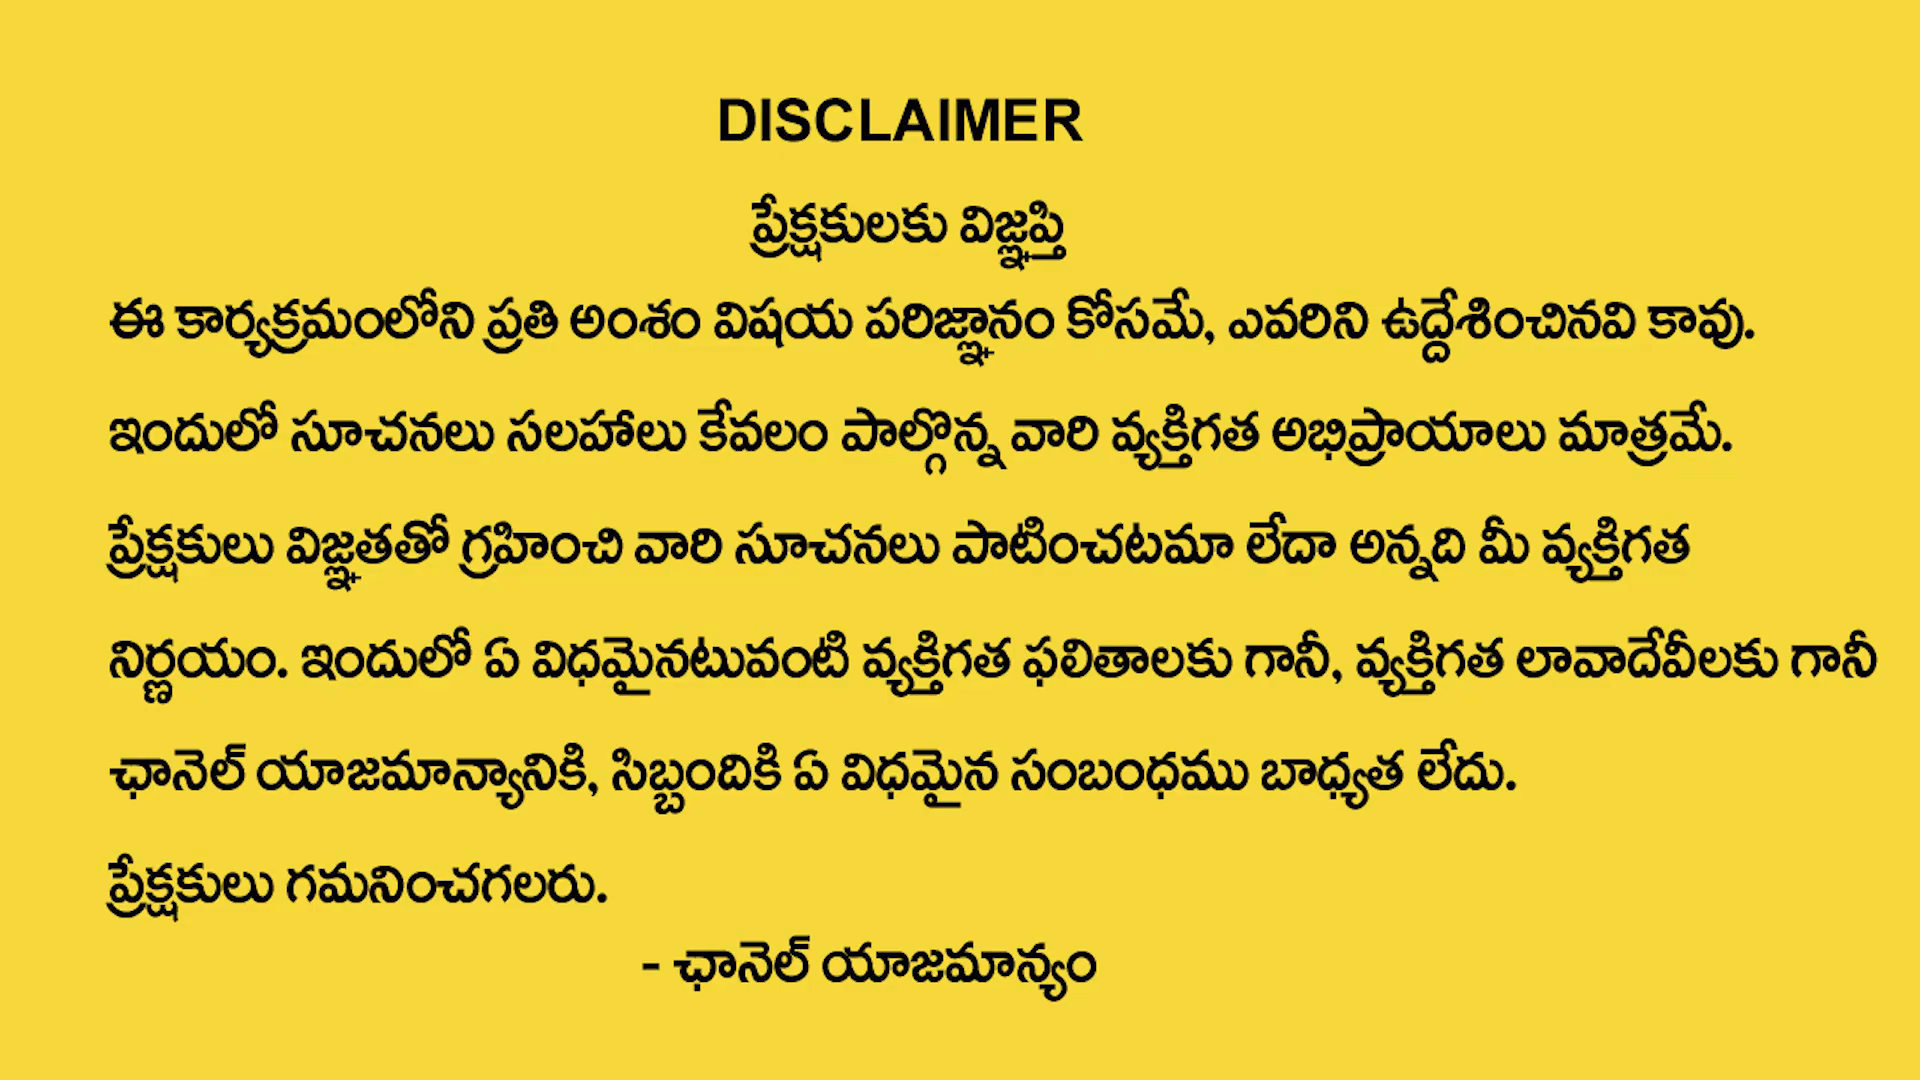 DISCLAIMER
ప్రేక్షకులకు విజ్ఞప్తి
ఈ కార్యక్రమంలోని ప్రతి అంశం విషయ పరిజ్ఞానం కోసమే, ఎవరిని ఉద్దేశించినవి కావు.
ఇందులో సూచనలు సలహాలు కేవలం పాల్గొన్న వారి వ్యక్తిగత అభిప్రాయాలు మాత్రమే.
ప్రేక్షకులు విజ్ఞతతో గ్రహించి వారి సూచనలు పాటించటమా లేదా అన్నది మీ వ్యక్తిగత
నిర్ణయం. ఇందులో ఏ విధమైనటువంటి వ్యక్తిగత ఫలితాలకు గానీ, వ్యక్తిగత లావాదేవీలకు గానీ
ఛానెల్ యాజమాన్యానికి, సిబ్బందికి ఏ విధమైన సంబంధము బాధ్యత లేదు.
ప్రేక్షకులు గమనించగలరు.
- ఛానెల్ యాజమాన్యం